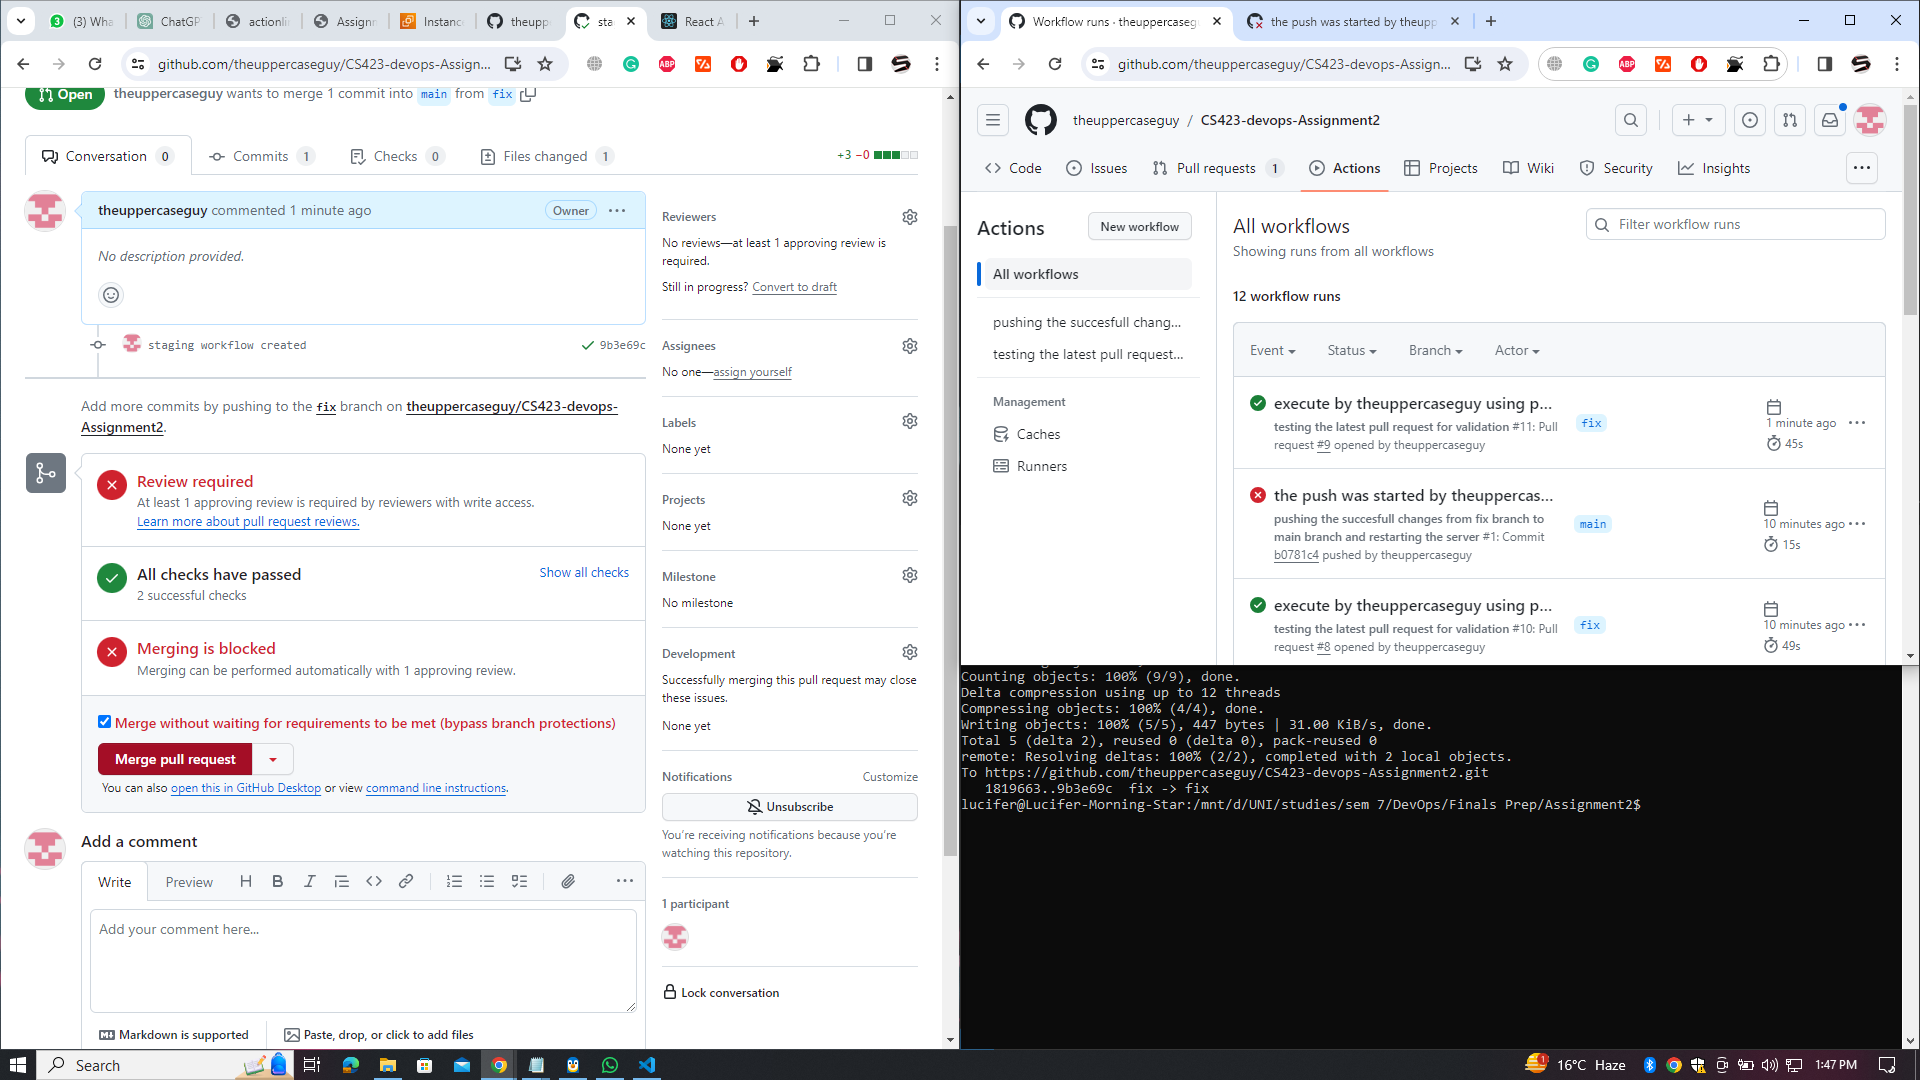 (3) Wha
ChatGP
actionli
Assignm
Instanc
theuppe
sta
React A
github.com/theuppercaseguy/CS423-devops-Assign...
Open
theuppercaseguy wants to merge 1 commit into main from fix
Conversation 0
Commits 1
Checks 0
Files changed 1
+3 −0
theuppercaseguy commented 1 minute ago
Owner
No description provided.
staging workflow created
9b3e69c
Add more commits by pushing to the fix branch on theuppercaseguy/CS423-devops-
Assignment2.
Review required
At least 1 approving review is required by reviewers with write access.
Learn more about pull request reviews.
All checks have passed
Show all checks
2 successful checks
Merging is blocked
Merging can be performed automatically with 1 approving review.
Merge without waiting for requirements to be met (bypass branch protections)
Merge pull request
You can also open this in GitHub Desktop or view command line instructions.
Add a comment
Write
Preview
Add your comment here...
Markdown is supported
Paste, drop, or click to add files
Reviewers
No reviews—at least 1 approving review is
required.
Still in progress? Convert to draft
Assignees
No one—assign yourself
Labels
None yet
Projects
None yet
Milestone
No milestone
Development
Successfully merging this pull request may close
these issues.
None yet
Notifications
Customize
Unsubscribe
You're receiving notifications because you're
watching this repository.
1 participant
Lock conversation
Workflow runs · theuppercaseg
the push was started by theupp
github.com/theuppercaseguy/CS423-devops-Assign...
theuppercaseguy / CS423-devops-Assignment2
Code
Issues
Pull requests 1
Actions
Projects
Wiki
Security
Insights
Actions
New workflow
All workflows
pushing the succesfull chang...
testing the latest pull request...
Management
Caches
Runners
All workflows
Showing runs from all workflows
Filter workflow runs
12 workflow runs
Event
Status
Branch
Actor
execute by theuppercaseguy using p...
testing the latest pull request for validation #11: Pull
request #9 opened by theuppercaseguy
fix
1 minute ago
45s
the push was started by theuppercas...
pushing the succesfull changes from fix branch to
main branch and restarting the server #1: Commit
b0781c4 pushed by theuppercaseguy
main
10 minutes ago
15s
execute by theuppercaseguy using p...
testing the latest pull request for validation #10: Pull
request #8 opened by theuppercaseguy
fix
10 minutes ago
49s
Counting objects: 100% (9/9), done.
Delta compression using up to 12 threads
Compressing objects: 100% (4/4), done.
Writing objects: 100% (5/5), 447 bytes | 31.00 KiB/s, done.
Total 5 (delta 2), reused 0 (delta 0), pack-reused 0
remote: Resolving deltas: 100% (2/2), completed with 2 local objects.
To https://github.com/theuppercaseguy/CS423-devops-Assignment2.git
1819663..9b3e69c fix -> fix
lucifer@Lucifer-Morning-Star:/mnt/d/UNI/studies/sem 7/DevOps/Finals Prep/Assignment2$
Search
16°C Haze
1:47 PM